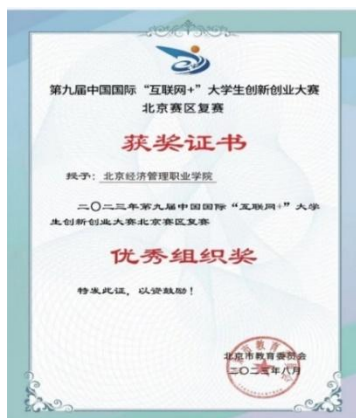 第九届中国国际“互联网+”大学生创新创业大赛
北京赛区复赛
获奖证书
授予：北京经济管理职业学院
二〇二三年第九届中国国际“互联网+”大学
生创新创业大赛北京赛区复赛
优秀组织奖
特发此证，以资鼓励！
北京市教育委员会
二〇二三年八月